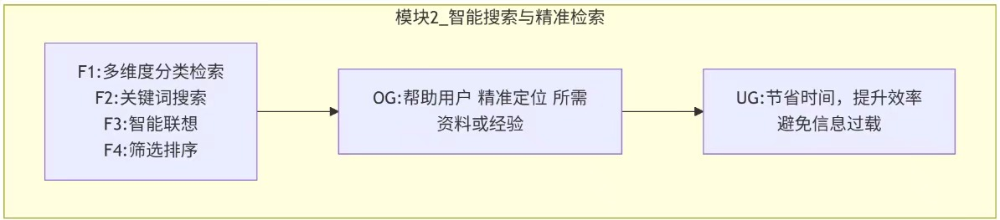 模块2_智能搜索与精准检索
F1:多维度分类检索
F2:关键词搜索
F3:智能联想
F4:筛选排序
OG:帮助用户 精准定位 所需
资料或经验
UG:节省时间，提升效率
避免信息过载